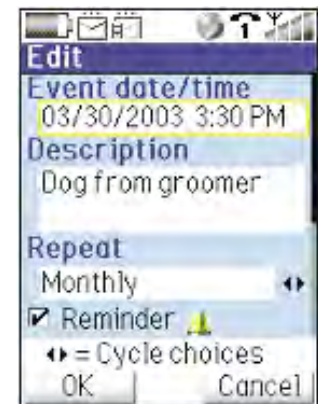 1
Edit
Event date/time
03/30/2003 3:30 PM
Description
Dog from groomer
Repeat
Monthly
Reminder
= Cycle choices
OK Cancel